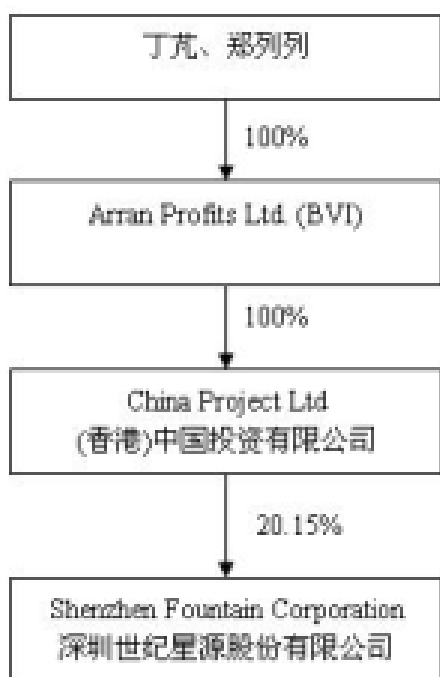 丁芃、郑列列
100%
Arran Profits Ltd. (BVI)
100%
China Project Ltd
(香港)中国投资有限公司
20.15%
Shenzhen Fountain Corporation
深圳世纪星源股份有限公司